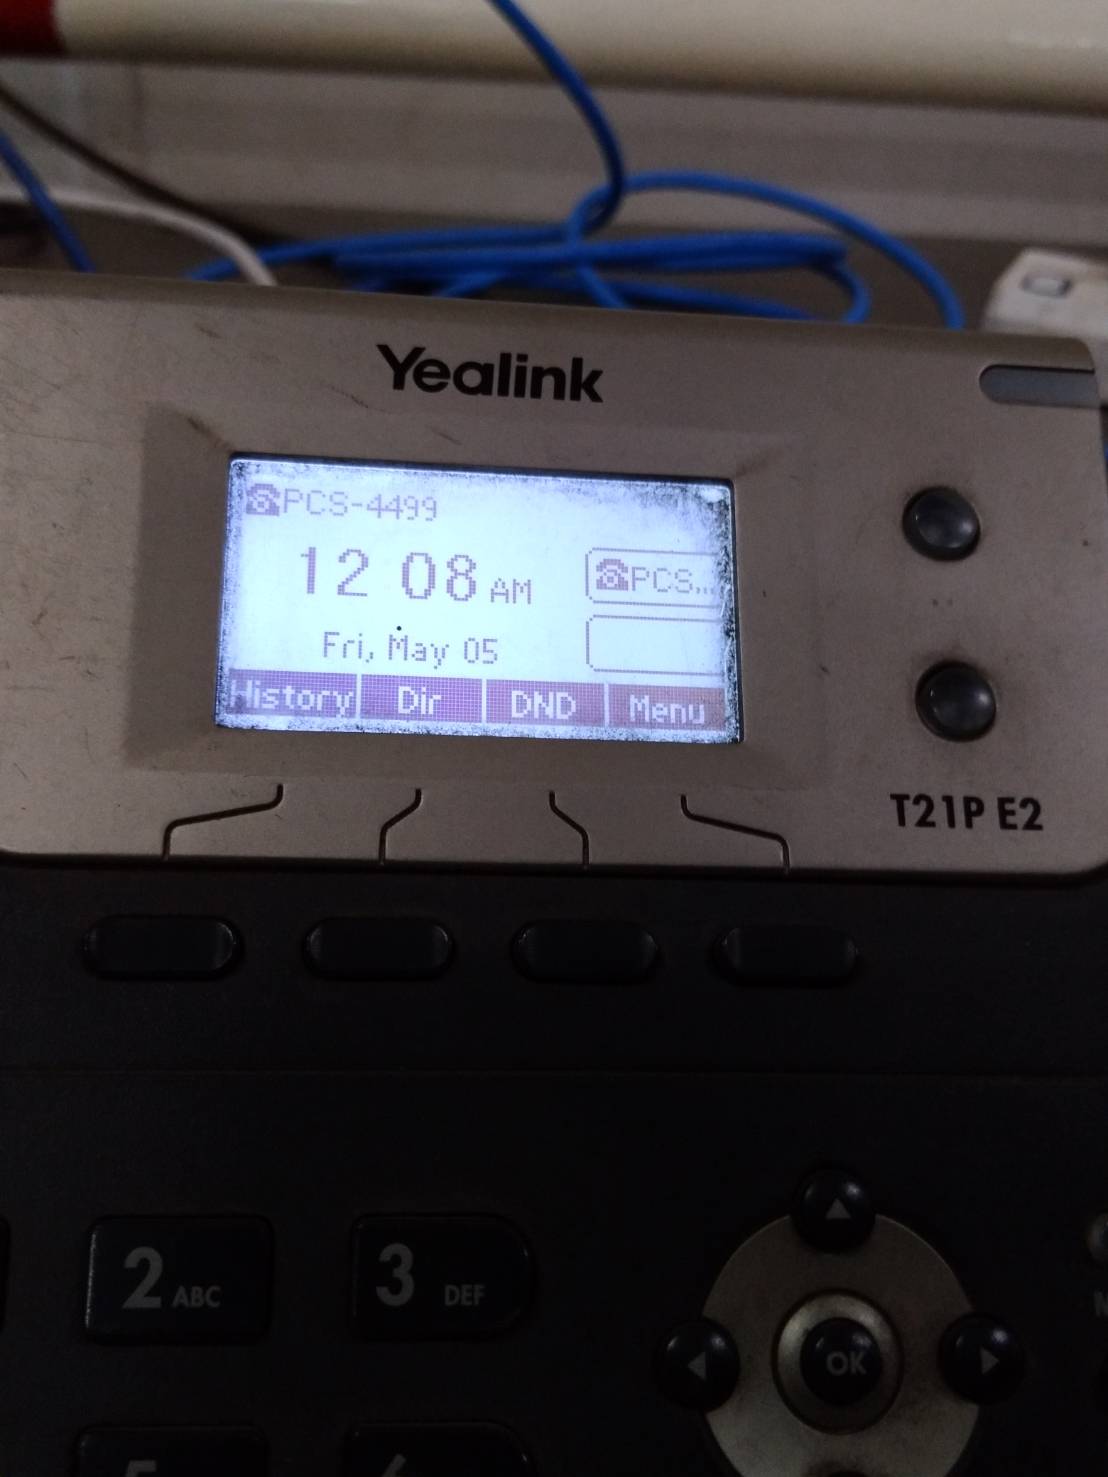 Yealink
PCS-4499
12 08 AM
PCS...
Fri, May 05
History Dir DND Menu
T21P E2
2 ABC
3 DEF
OK